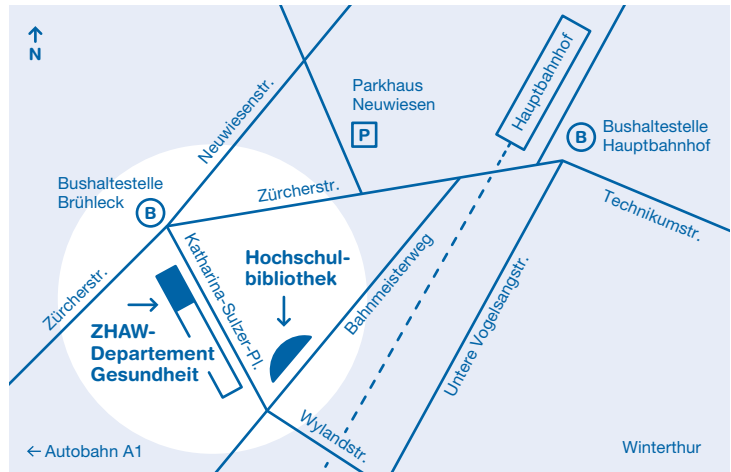 N
Neuwiesenstr.
Parkhaus
Neuwiesen
P
Hauptbahnhof
B
Bushaltestelle
Hauptbahnhof
Bushaltestelle
Brühleck
B
Zürcherstr.
Technikumstr.
Zürcherstr.
Katharina-Sulzer-Pl.
Hochschul-
bibliothek
Bahnmeisterweg
Untere Vogelsangstr.
ZHAW-
Departement
Gesundheit
Wylandstr.
← Autobahn A1
Winterthur